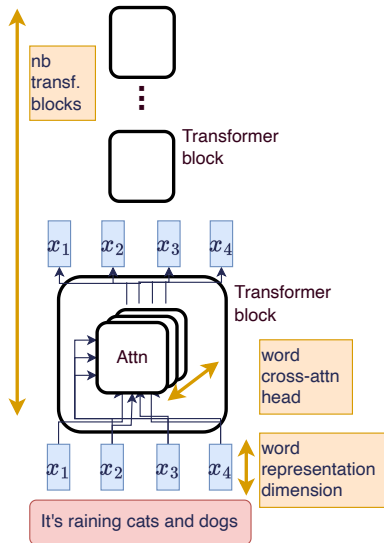 nb
transf.
blocks
Transformer
block
x1 x2 x3 x4
Transformer
block
Attn
word
cross-attn
head
x1 x2 x3 x4
word
representation
dimension
It's raining cats and dogs